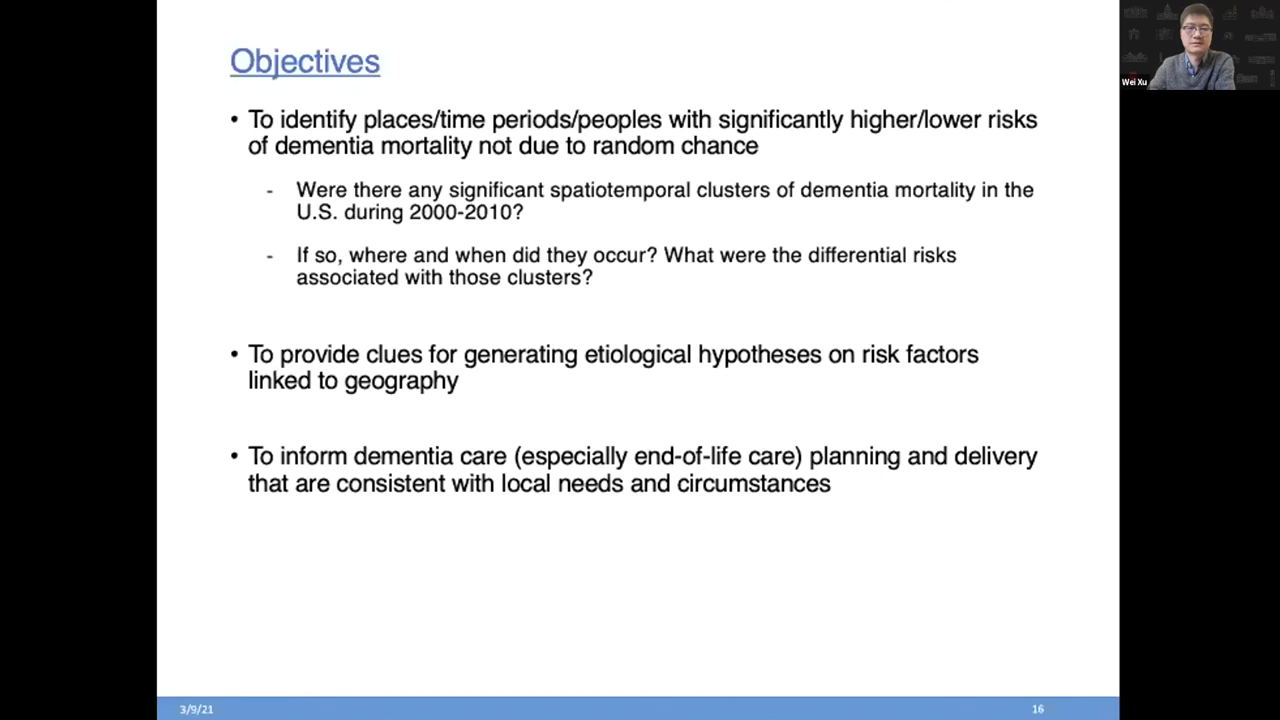 Objectives
• To identify places/time periods/peoples with significantly higher/lower risks
of dementia mortality not due to random chance
- Were there any significant spatiotemporal clusters of dementia mortality in the
U.S. during 2000-2010?
- If so, where and when did they occur? What were the differential risks
associated with those clusters?
• To provide clues for generating etiological hypotheses on risk factors
linked to geography
• To inform dementia care (especially end-of-life care) planning and delivery
that are consistent with local needs and circumstances
3/9/21
16
Wei Xu